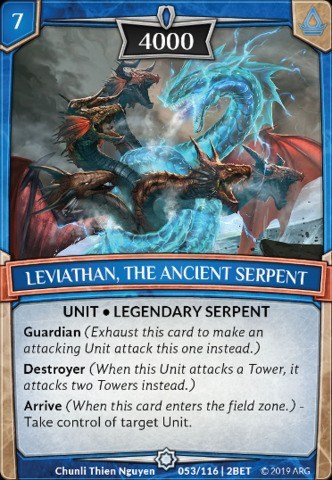 7
4000
LEVIATHAN, THE ANCIENT SERPENT
UNIT ● LEGENDARY SERPENT
Guardian (Exhaust this card to make an
attacking Unit attack this one instead.)
Destroyer (When this Unit attacks a Tower, it
attacks two Towers instead.)
Arrive (When this card enters the field zone.) -
Take control of target Unit.
Chunli Thien Nguyen 053/116 | 2BET © 2019 ARG